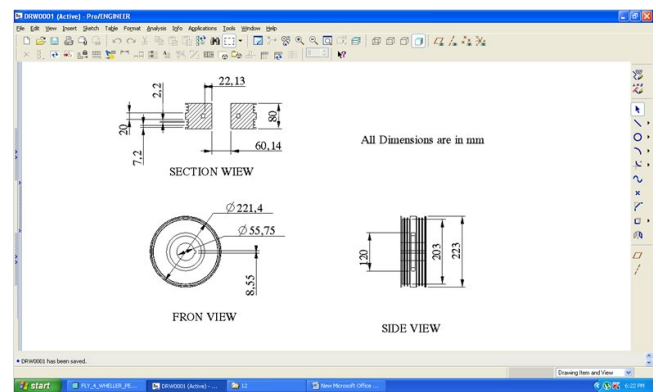 DRW0001 (Active) - Pro/ENGINEER
File Edit View Insert Sketch Table Format Analysis Info Applications Tools Window Help
22,13
2,2
20
7,2
80
60,14
SECTION WIEW
All Dimensions are in mm
Ø 221,4
Ø 55,75
8,55
FRON VIEW
120
203
223
SIDE VIEW
DRW0001 has been saved.
Drawing Item and View
start
FLY_4_WHELLER_PE...
DRW0001 (Active) - ...
12
New Microsoft Office ...
6:22 PM